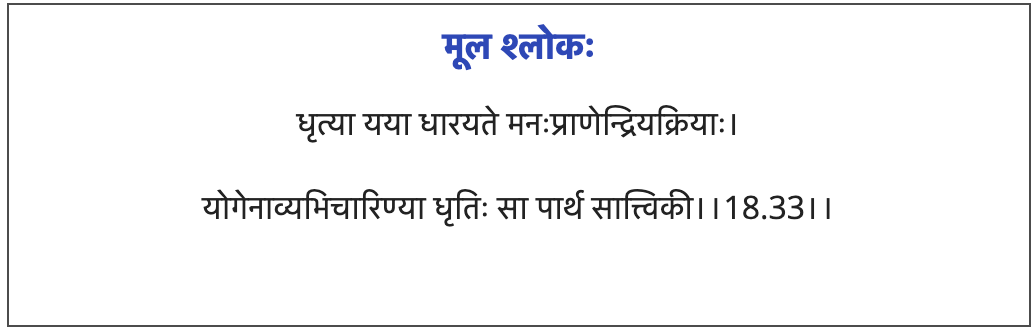 मूल श्लोकः
धृत्या यया धारयते मनःप्राणेन्द्रियक्रियाः।
योगेनाव्यभिचारिण्या धृतिः सा पार्थ सात्त्विकी।।18.33।।